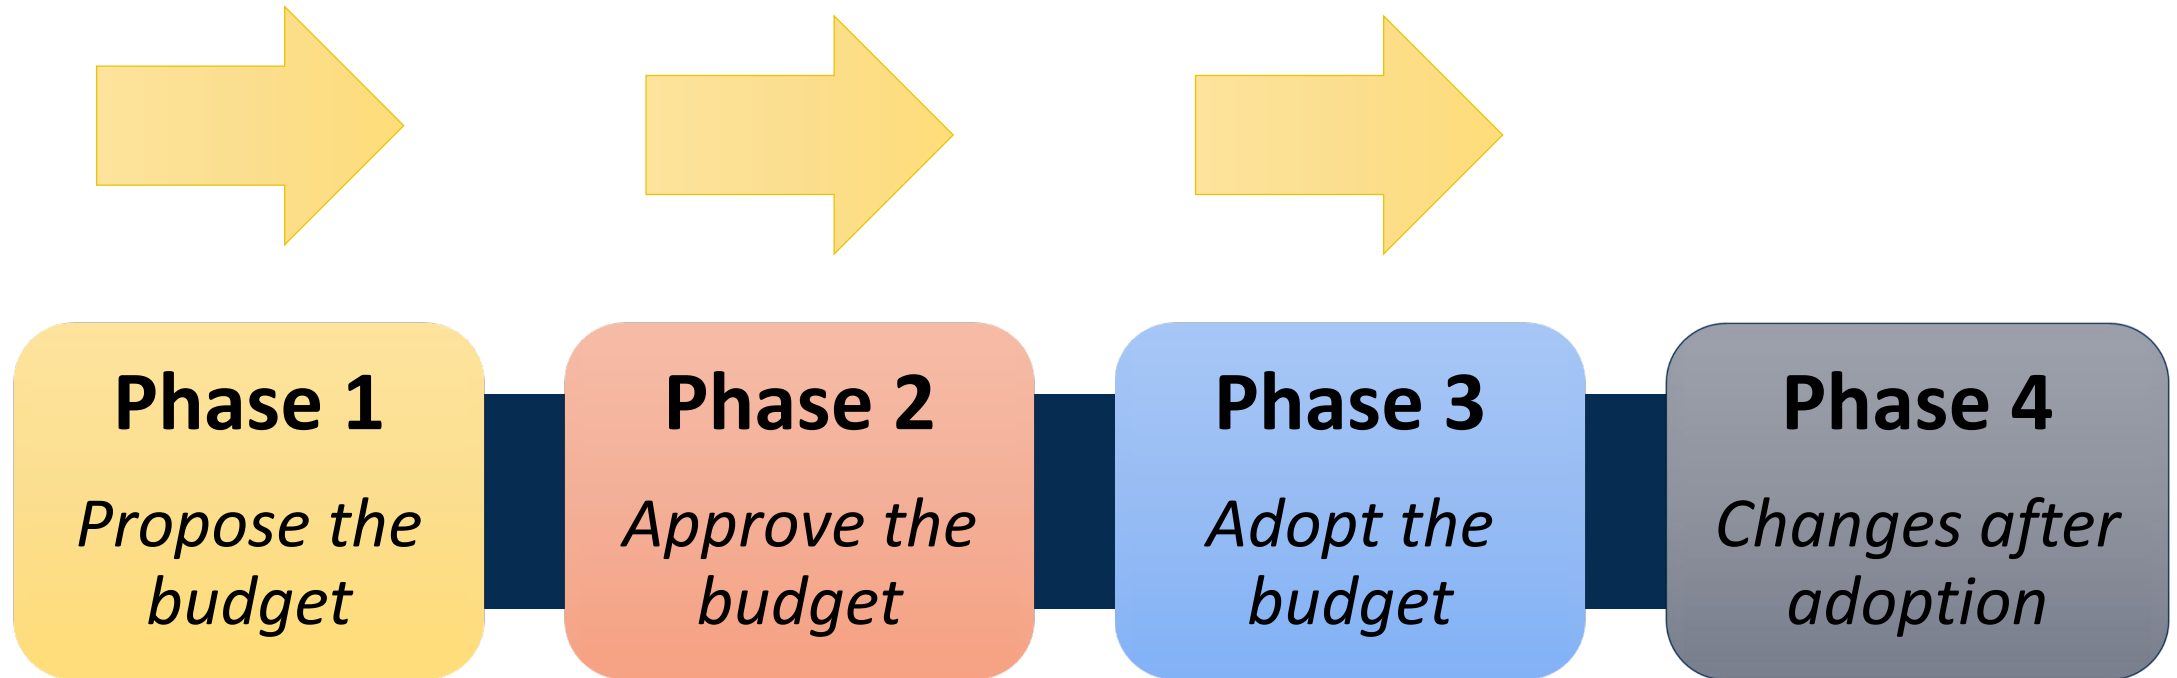 Phase 1
Propose the
budget
Phase 2
Approve the
budget
Phase 3
Adopt the
budget
Phase 4
Changes after
adoption